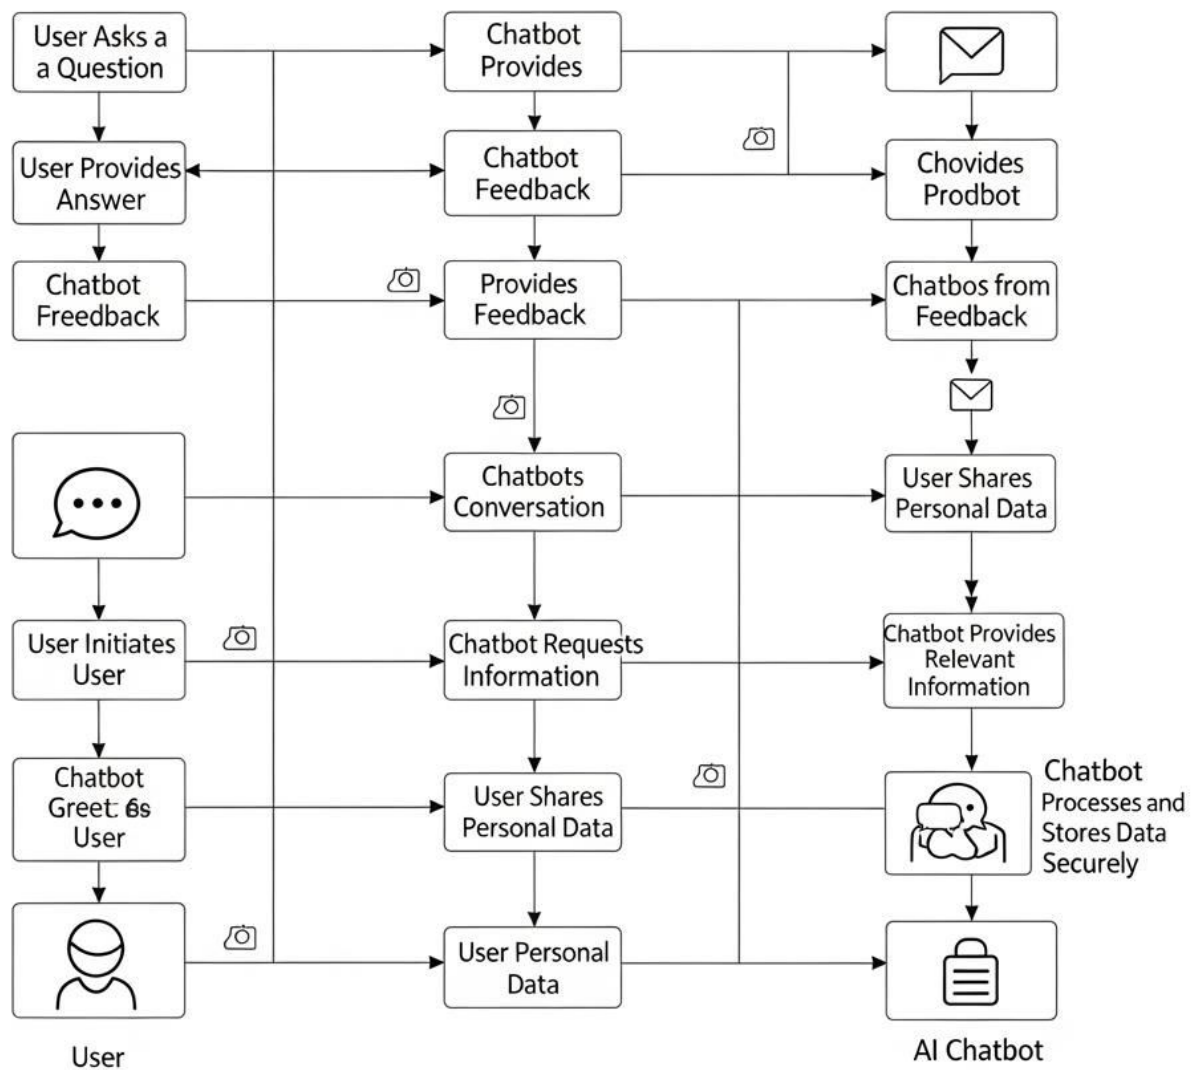 User Asks a
a Question
Chatbot
Provides
User Provides
Answer
Chatbot
Feedback
Chovides
Prodbot
Chatbot
Freedback
Provides
Feedback
Chatbos from
Feedback
Chatbots
Conversation
User Shares
Personal Data
User Initiates
User
Chatbot Requests
Information
Chatbot Provides
Relevant
Information
Chatbot
User
User Shares
Personal Data
Chatbot
Processes and
Stores Data
Securely
User Personal
Data
User
AI Chatbot